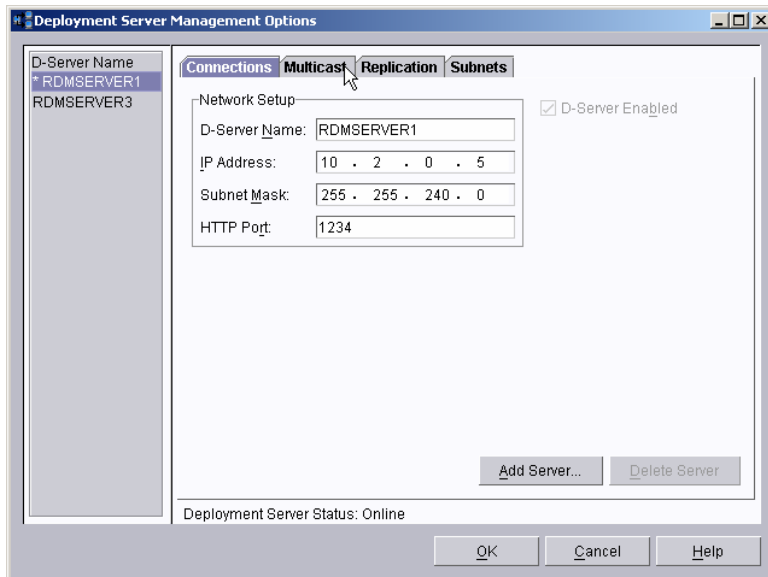 Deployment Server Management Options
D-Server Name
* RDMSERVER1
RDMSERVER3
Connections Multicast Replication Subnets
Network Setup
D-Server Enabled
D-Server Name: RDMSERVER1
IP Address: 10 . 2 . 0 . 5
Subnet Mask: 255 . 255 . 240 . 0
HTTP Port: 1234
Add Server... Delete Server
Deployment Server Status: Online
OK Cancel Help